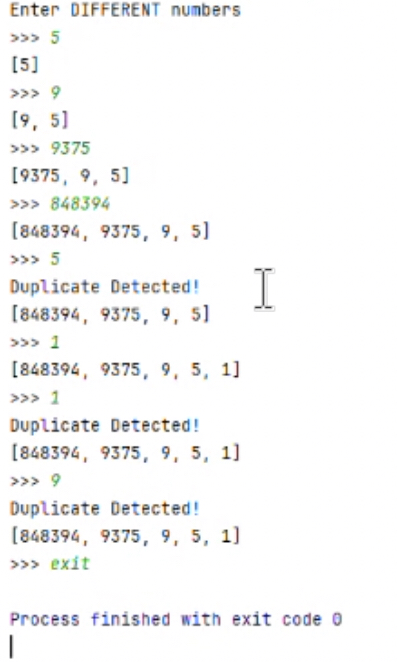 Enter DIFFERENT numbers
>>> 5
[5]
>>> 9
[9, 5]
>>> 9375
[9375, 9, 5]
>>> 848394
[848394, 9375, 9, 5]
>>> 5
Duplicate Detected!
[848394, 9375, 9, 5]
>>> 1
[848394, 9375, 9, 5, 1]
>>> 1
Duplicate Detected!
[848394, 9375, 9, 5, 1]
>>> 9
Duplicate Detected!
[848394, 9375, 9, 5, 1]
>>> exit
Process finished with exit code 0